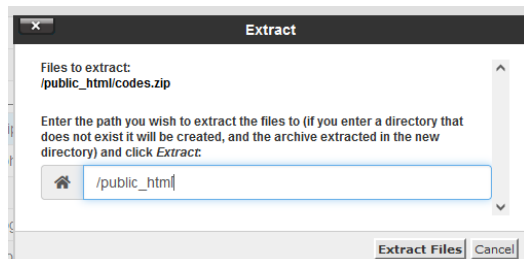 Extract
Files to extract:
/public_html/codes.zip
Enter the path you wish to extract the files to (if you enter a directory that
does not exist it will be created, and the archive extracted in the new
directory) and click Extract:
/public_html
Extract Files Cancel